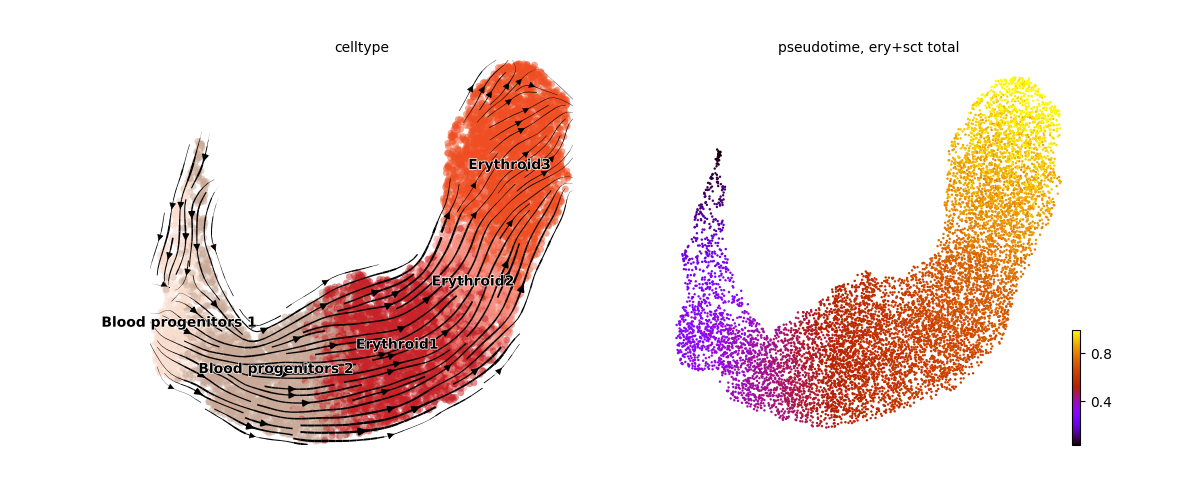 celltype
pseudotime, ery+sct total
Erythroid3
Erythroid2
Blood progenitors 1
Erythroid1
Blood progenitors 2
0.8
0.4